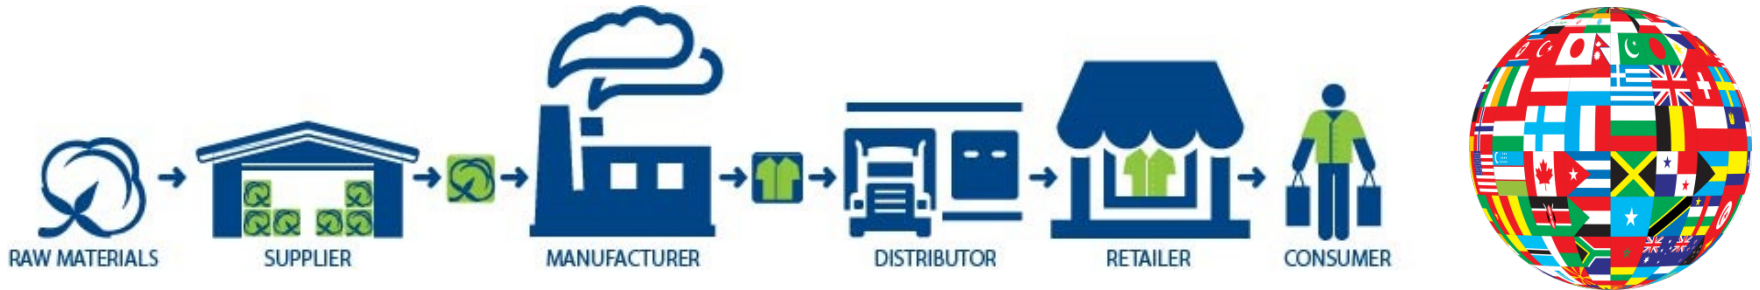 RAW MATERIALS
SUPPLIER
MANUFACTURER
DISTRIBUTOR
RETAILER
CONSUMER